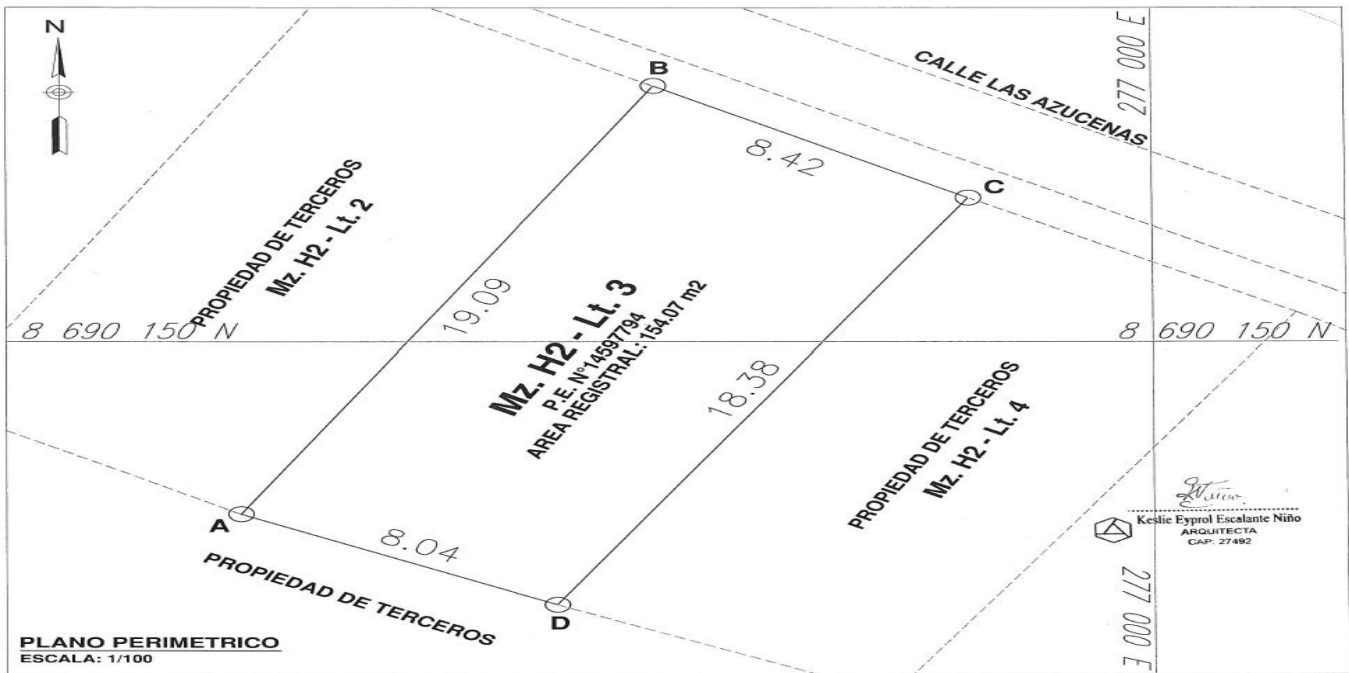 N
B
CALLE LAS AZUCENAS
277 000 E
8.42
C
PROPIEDAD DE TERCEROS
Mz. H2 - Lt. 2
19.09
Mz. H2 - Lt. 3
P.E. N°14597794
AREA REGISTRAL: 154.07 m2
8 690 150 N
8 690 150 N
18.38
PROPIEDAD DE TERCEROS
Mz. H2 - Lt. 4
A
8.04
PROPIEDAD DE TERCEROS
D
Keslie Eyprol Escalante Niño
ARQUITECTA
CAP: 27492
277 000 E
PLANO PERIMETRICO
ESCALA: 1/100